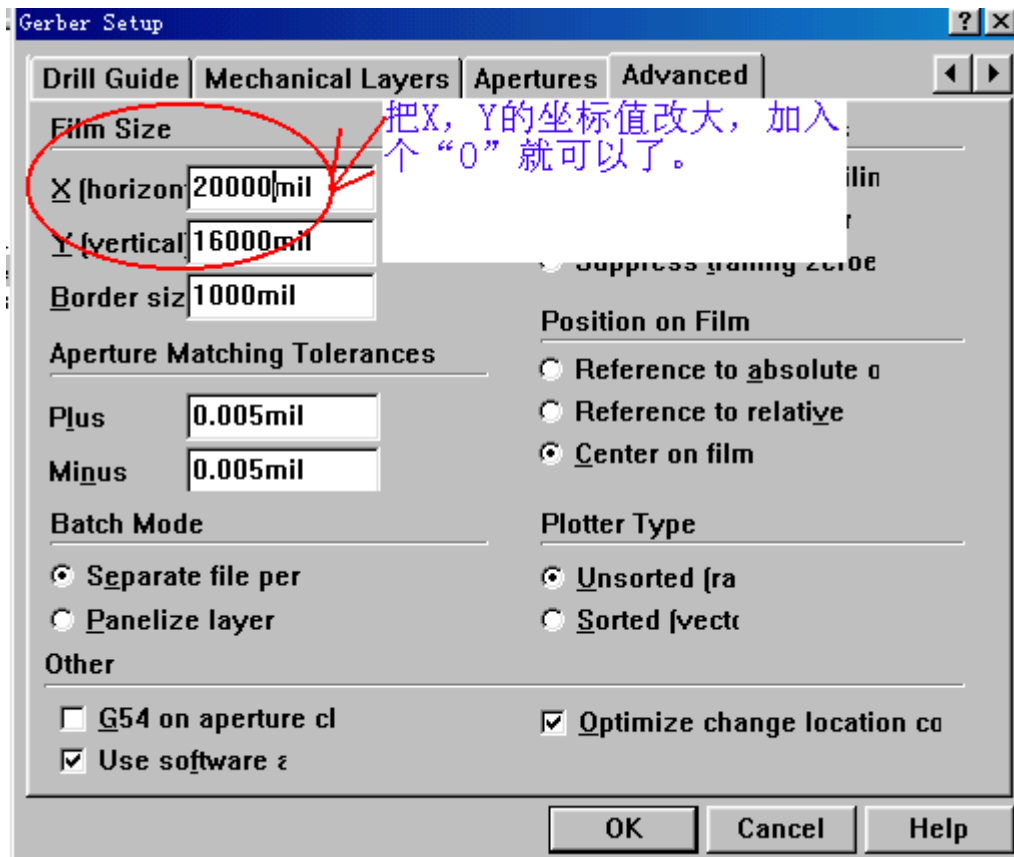 Gerber Setup
Drill Guide
Mechanical Layers
Apertures
Advanced
把X，Y的坐标值改大，加入
个“0”就可以了。
Film Size
X (horizon
20000mil
Y (vertical)
16000mil
Border siz
1000mil
Aperture Matching Tolerances
Plus
0.005mil
Minus
0.005mil
Batch Mode
Separate file per
Panelize layer
Other
G54 on aperture cl
Use software
Suppress trailing zeroe
Position on Film
Reference to absolute o
Reference to relative
Center on film
Plotter Type
Unsorted (ra
Sorted (vecto
Optimize change location co
OK
Cancel
Help